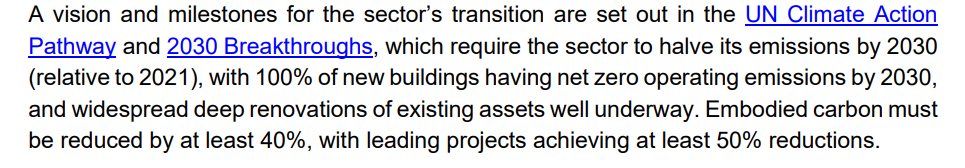 A vision and milestones for the sector’s transition are set out in the UN Climate Action
Pathway and 2030 Breakthroughs, which require the sector to halve its emissions by 2030
(relative to 2021), with 100% of new buildings having net zero operating emissions by 2030,
and widespread deep renovations of existing assets well underway. Embodied carbon must
be reduced by at least 40%, with leading projects achieving at least 50% reductions.